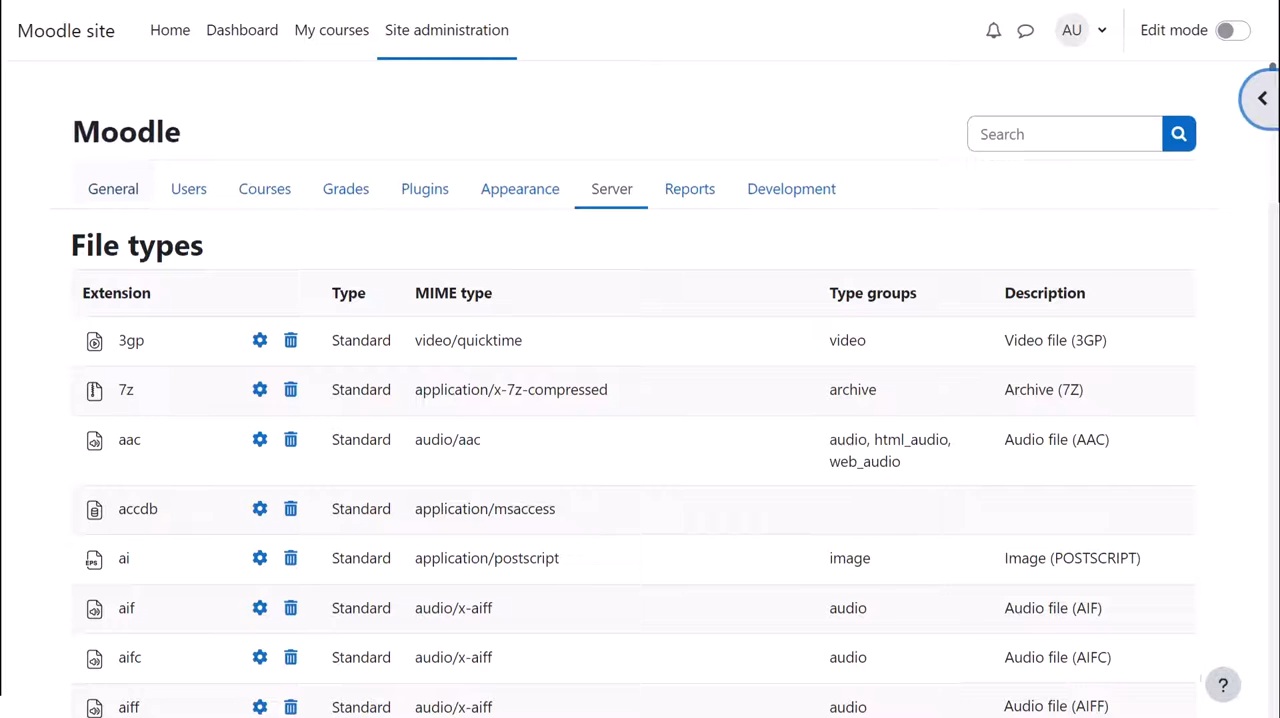 Moodle site Home Dashboard My courses Site administration AU Edit mode
Moodle
Search
General Users Courses Grades Plugins Appearance Server Reports Development
File types
Extension Type MIME type Type groups Description
3gp Standard video/quicktime video Video file (3GP)
7z Standard application/x-7z-compressed archive Archive (7Z)
aac Standard audio/aac audio, html_audio, Audio file (AAC)
web_audio
accdb Standard application/msaccess
EPS ai Standard application/postscript image Image (POSTSCRIPT)
aif Standard audio/x-aiff audio Audio file (AIF)
aifc Standard audio/x-aiff audio Audio file (AIFC)
aiff Standard audio/x-aiff audio Audio file (AIFF)
?